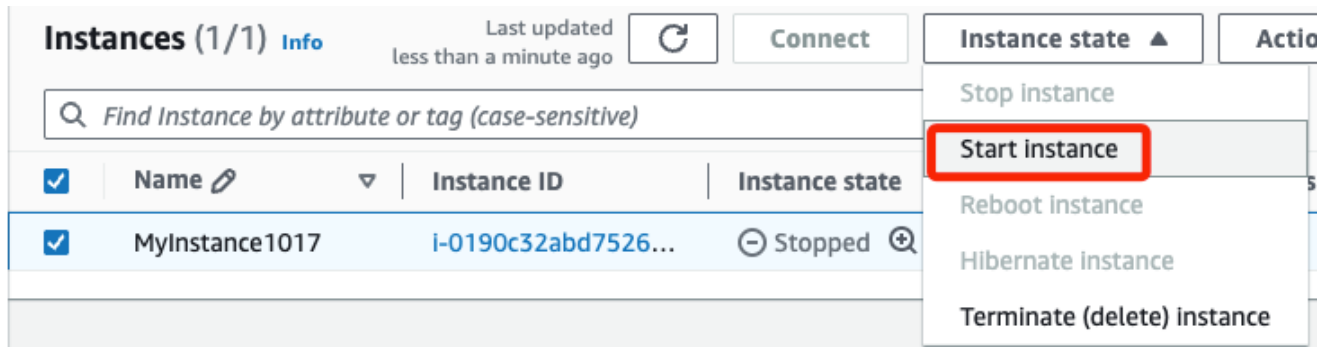 Instances (1/1) Info
Last updated
less than a minute ago
Connect
Instance state
Actio
Find Instance by attribute or tag (case-sensitive)
Stop instance
Start instance
Reboot instance
Hibernate instance
Terminate (delete) instance
Name
Instance ID
Instance state
s
MyInstance1017
i-0190c32abd7526...
Stopped